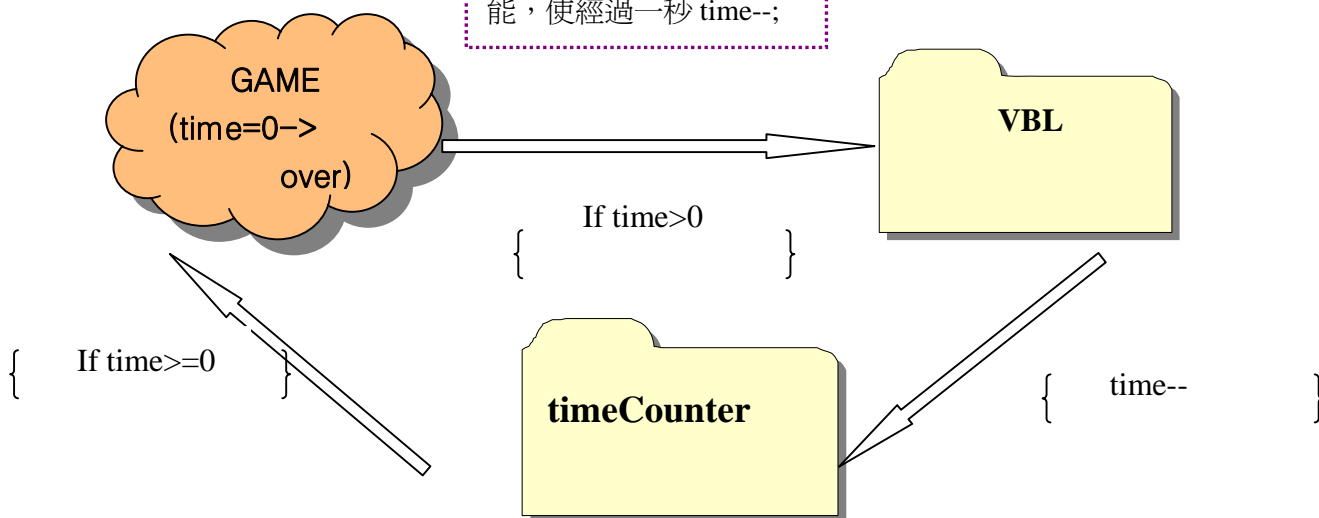 能，使經過一秒 time--;
GAME
(time=0->
over)
VBL
If time>0
{ }
If time>=0
{ }
timeCounter
time--
{ }